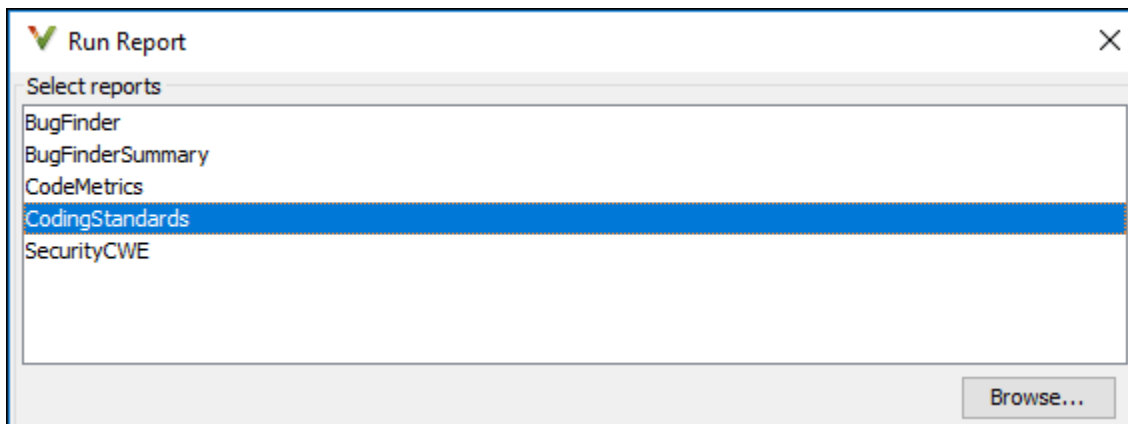 Run Report
Select reports
BugFinder
BugFinderSummary
CodeMetrics
CodingStandards
SecurityCWE
Browse...